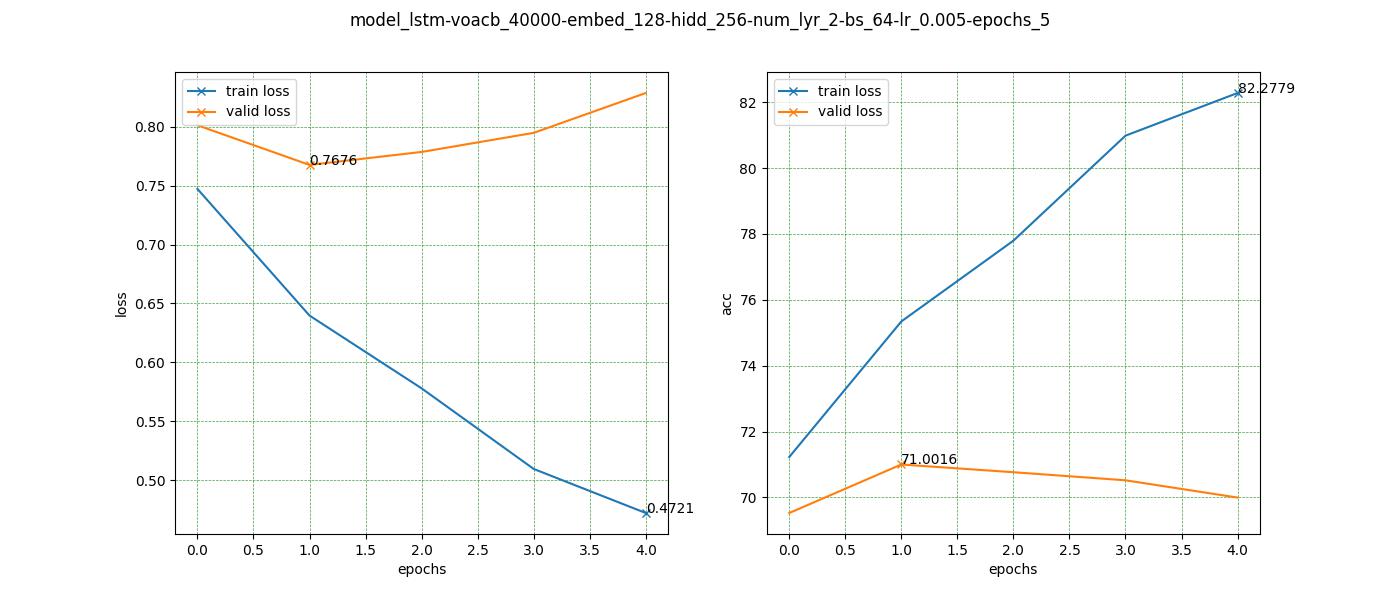 model_lstm-voacb_40000-embed_128-hidd_256-num_lyr_2-bs_64-lr_0.005-epochs_5
train loss
valid loss
0.80
0.75
0.70
0.65
0.60
0.55
0.50
loss
0.7676
0.4721
0.0 0.5 1.0 1.5 2.0 2.5 3.0 3.5 4.0
epochs
train loss
valid loss
82
80
78
76
74
72
70
acc
82.2779
71.0016
0.0 0.5 1.0 1.5 2.0 2.5 3.0 3.5 4.0
epochs